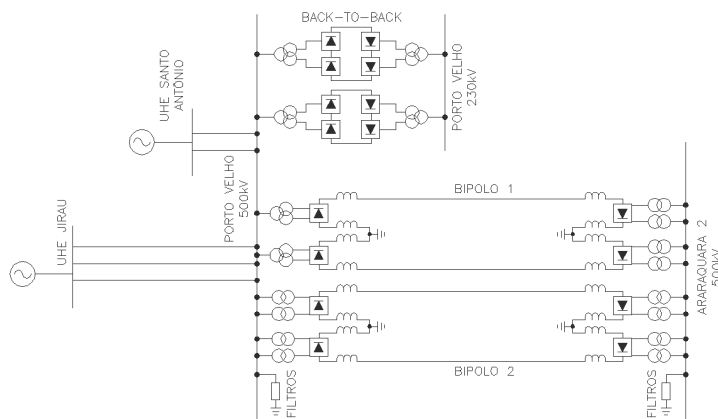 BACK-TO-BACK
UHE SANTO
ANTÔNIO
PORTO VELHO
230kV
PORTO VELHO
500kV
BIPOLO 1
UHE JIRAU
ARARAQUARA 2
500kV
BIPOLO 2
FILTROS
FILTROS